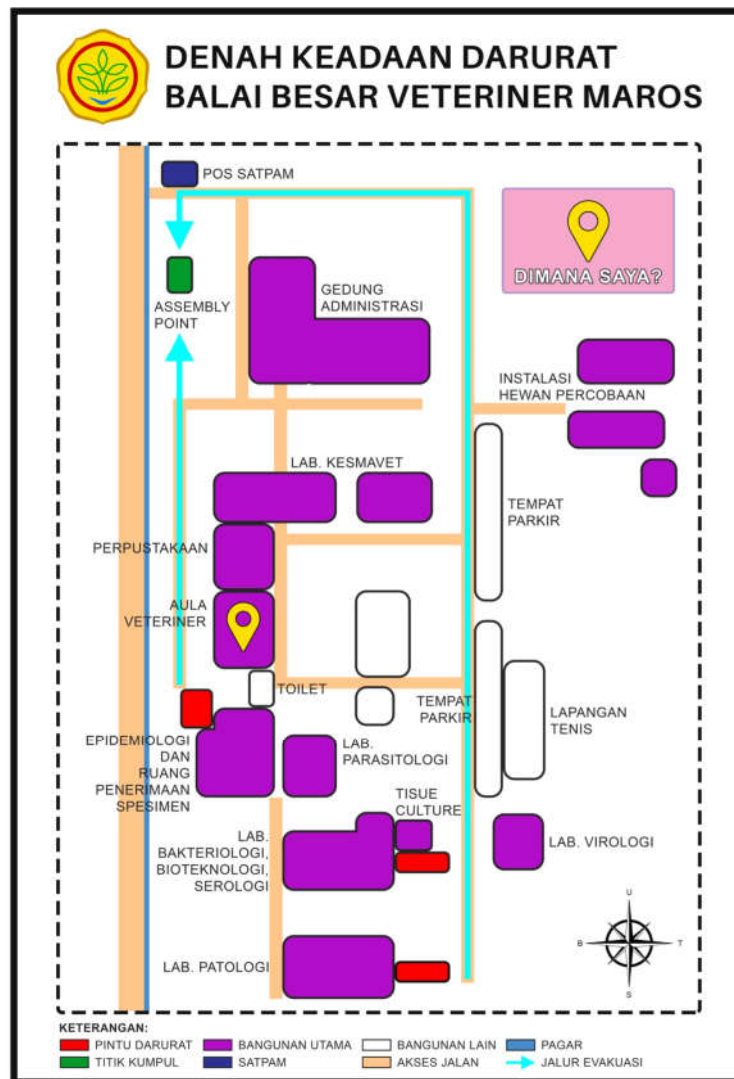 DENAH KEADAAN DARURAT
BALAI BESAR VETERINER MAROS
POS SATPAM
DIMANA SAYA?
ASSEMBLY
POINT
GEDUNG
ADMINISTRASI
INSTALASI
HEWAN PERCOBAAN
LAB. KESMAVET
TEMPAT
PARKIR
PERPUSTAKAAN
AULA
VETERINER
TOILET
TEMPAT
PARKIR
LAPANGAN
TENIS
EPIDEMIOLOGI
DAN
RUANG
PENERIMAAN
SPESIMEN
LAB.
PARASITOLOGI
TISUE
CULTURE
LAB.
BAKTERIOLOGI,
BIOTEKNOLOGI,
SEROLOGI
LAB. VIROLOGI
LAB. PATOLOGI
U
B
T
S
KETERANGAN:
PINTU DARURAT
BANGUNAN UTAMA
BANGUNAN LAIN
PAGAR
TITIK KUMPUL
SATPAM
AKSES JALAN
JALUR EVAKUASI